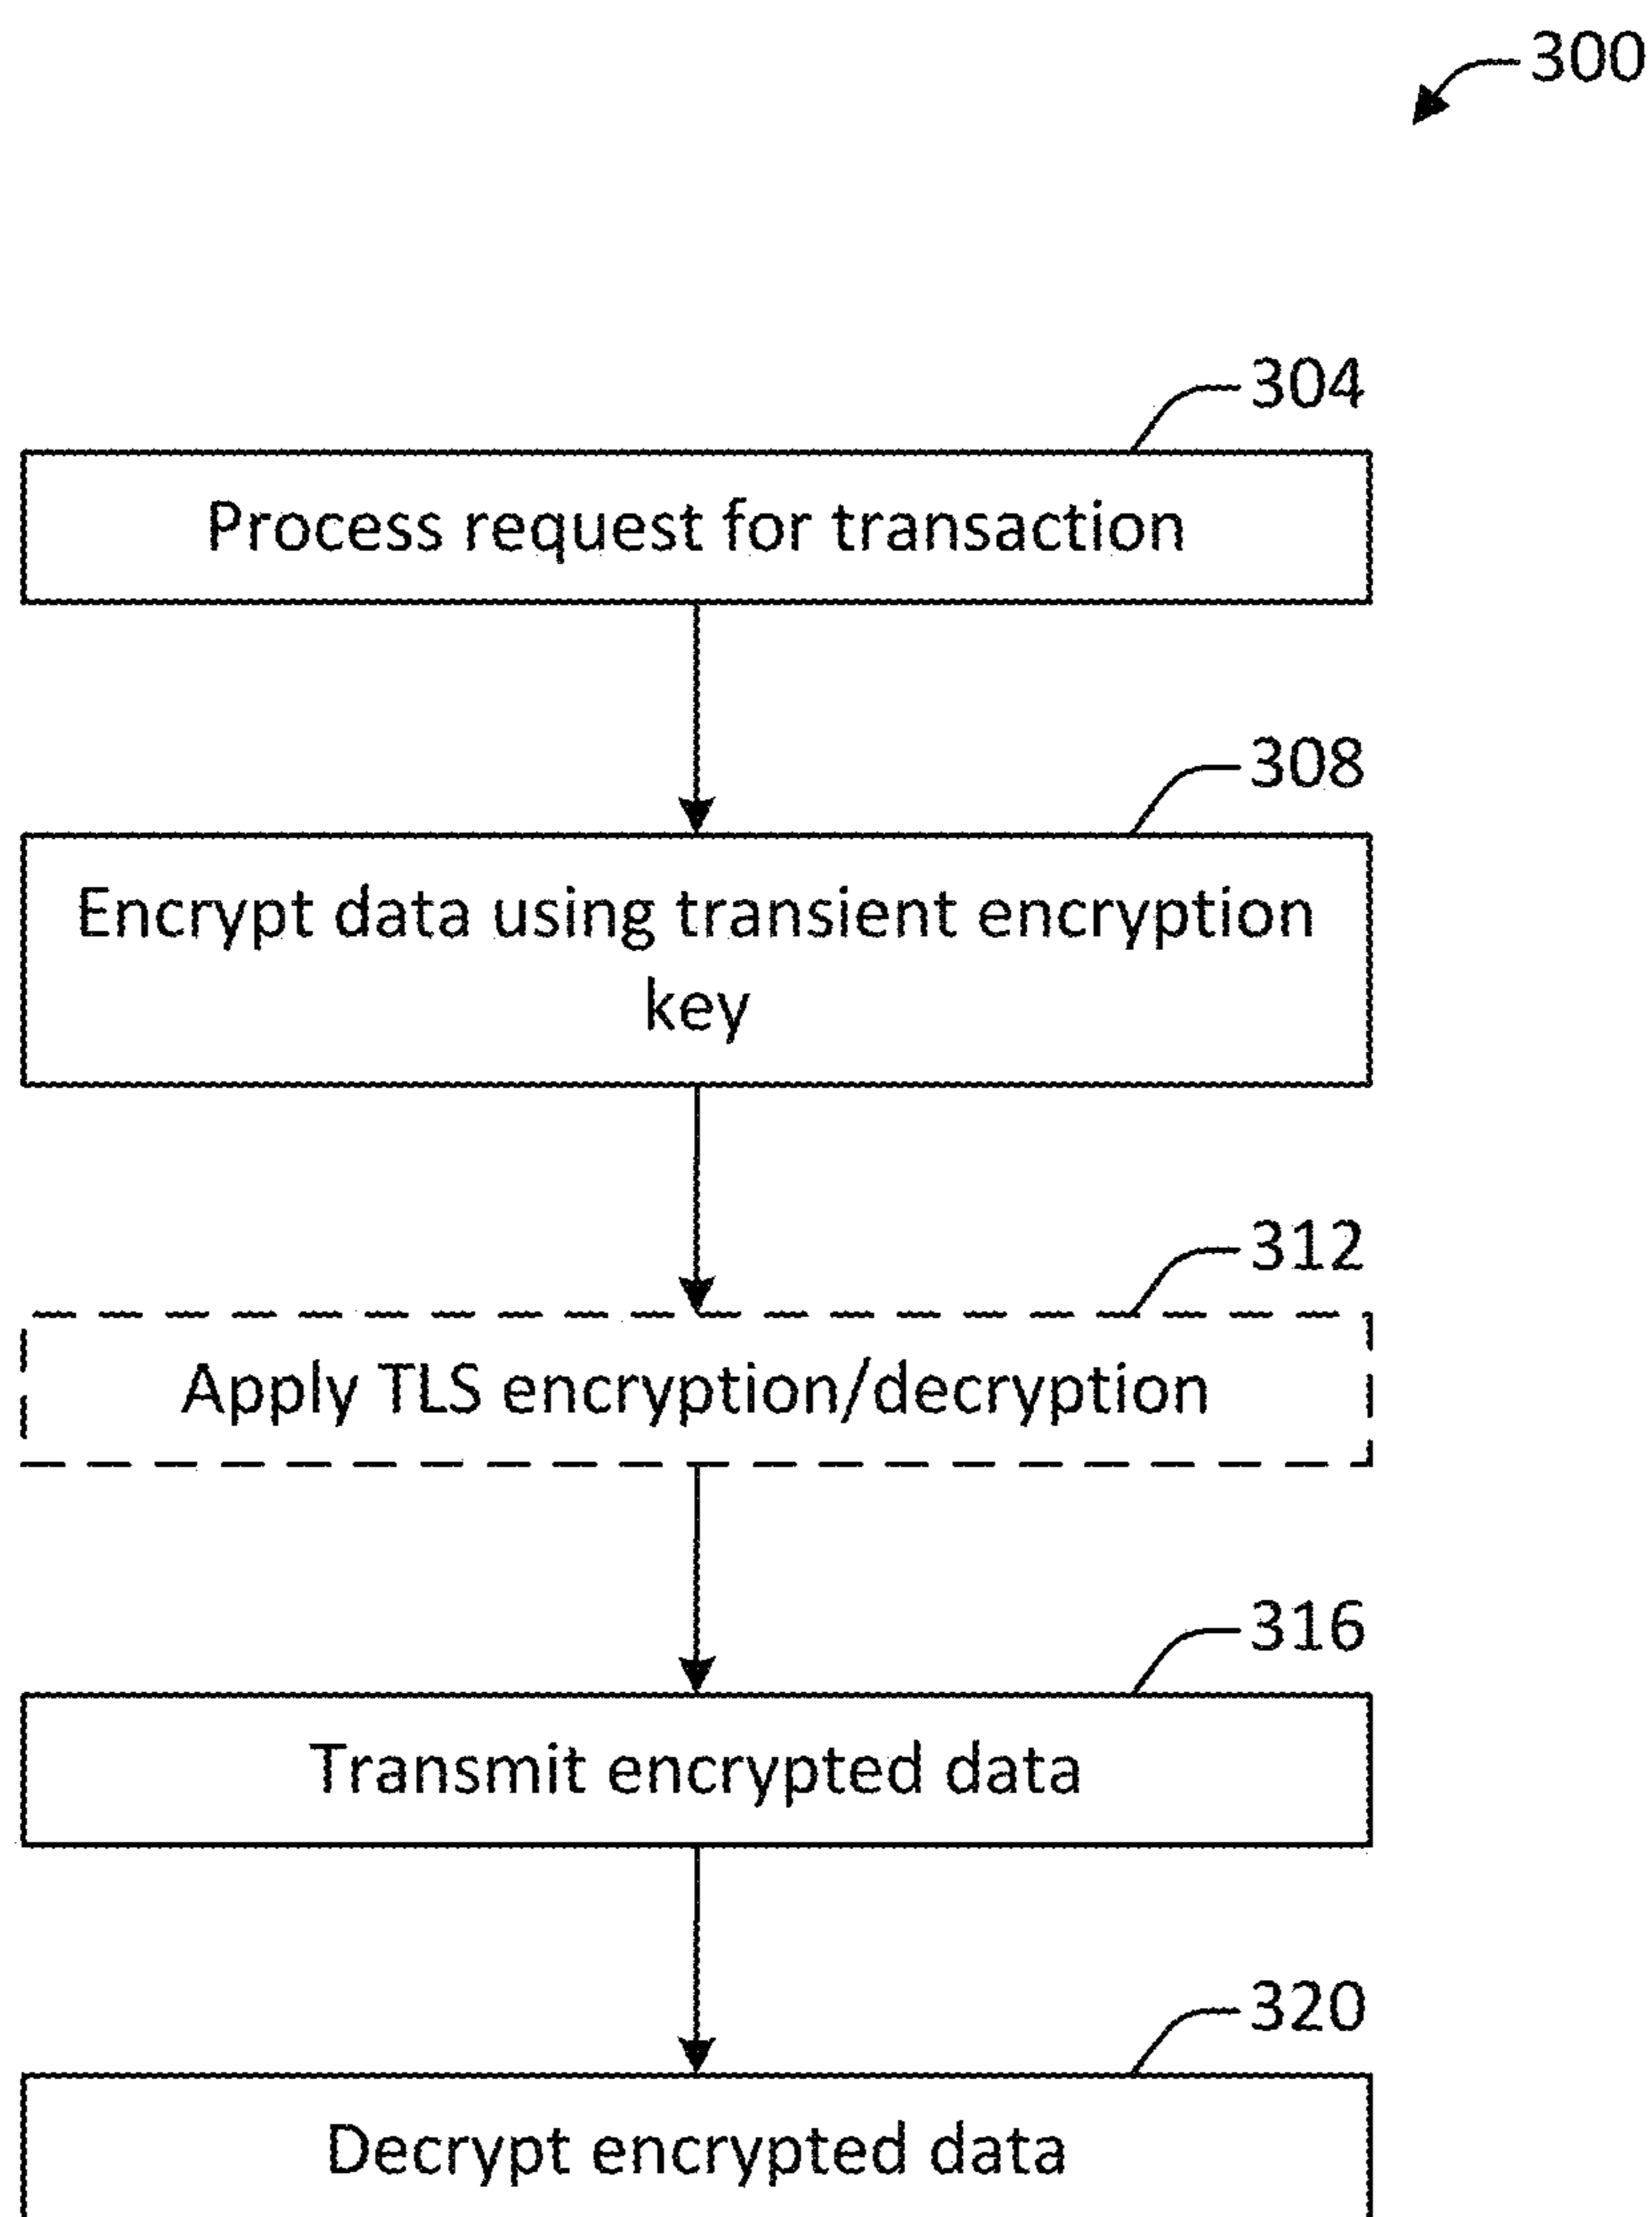 300
304
Process request for transaction
308
Encrypt data using transient encryption
key
312
Apply TLS encryption/decryption
316
Transmit encrypted data
320
Decrypt encrypted data